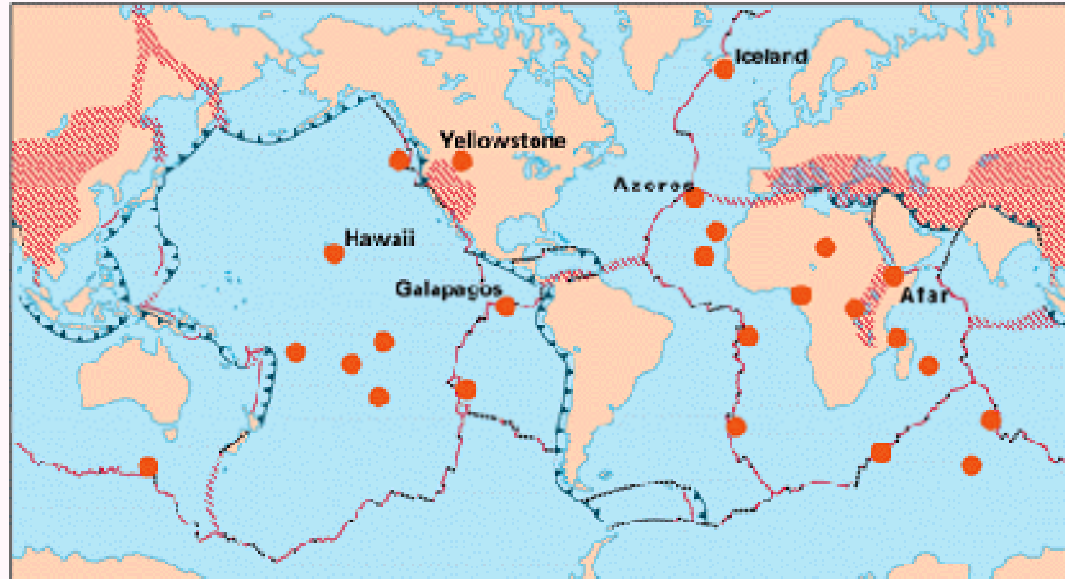 Iceland
Yellowstone
Azores
Hawaii
Galapagos
Afar